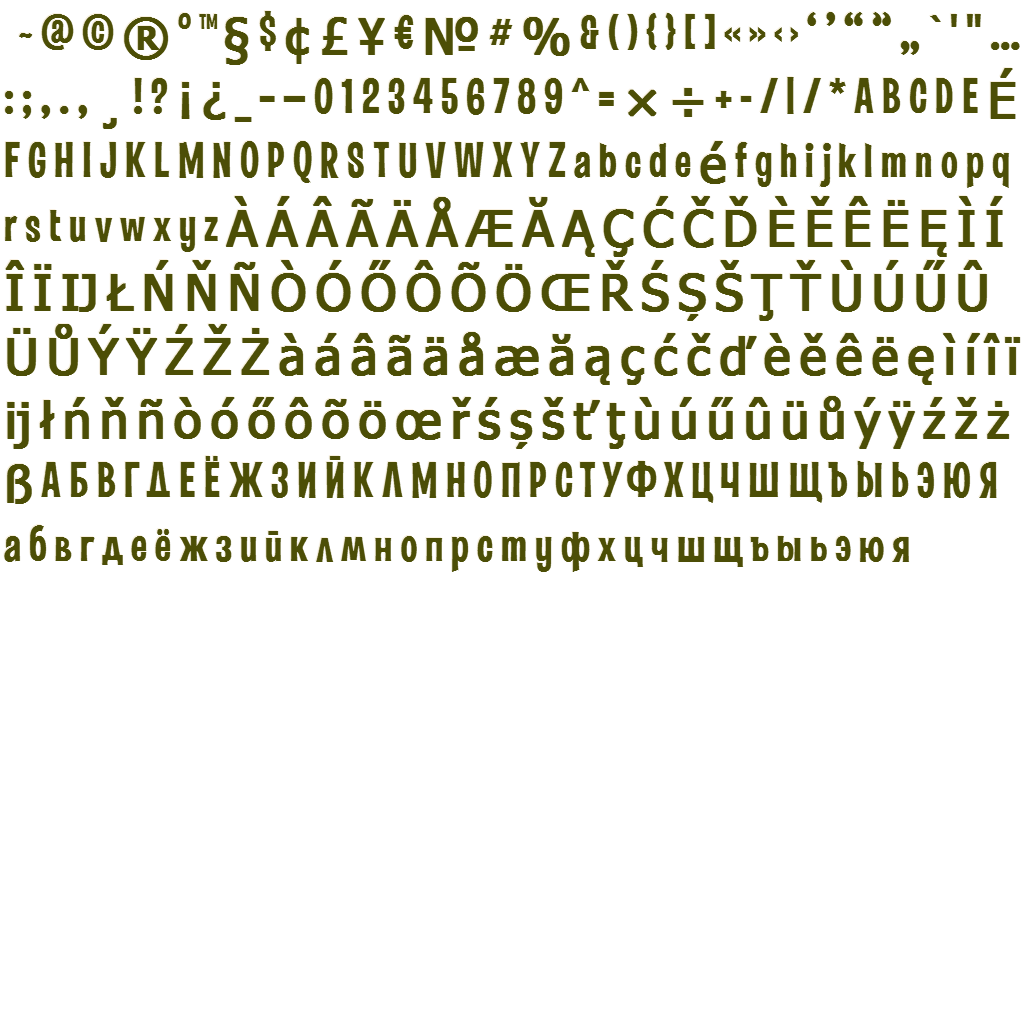 ~@©®°™§$¢£¥€№#%&(){}[]«»‹›‘’“”„`'"…
:;,.,¸!?¡¿_-–0123456789^=×÷+-/|/*ABCDEÉ
FGHIJKLMNOPQRSTUVWXYZabcdeéfghijklmnopq
rstuvwxyzÀÁÂÃÄÅÆĂĄÇĆČĎÈĚÊËĘÌÍ
ÎÏĲŁŃŇÑÒÓŐÔÕÖŒŘŚȘŠŢŤÙÚŰÛ
ÜŮÝŸŹŽŻàáâãäåæăąçćčďèěêëęìíîï
ĳłńňñòóőôõöœřśșšťţùúűûüůýÿźžż
ßАБВГДЕЁЖЗИЙКЛМНОПРСТУФХЦЧШЩЪЫЬЭЮЯ
абвгдеёжзийклмнопрстуфхцчшщъыьэюя